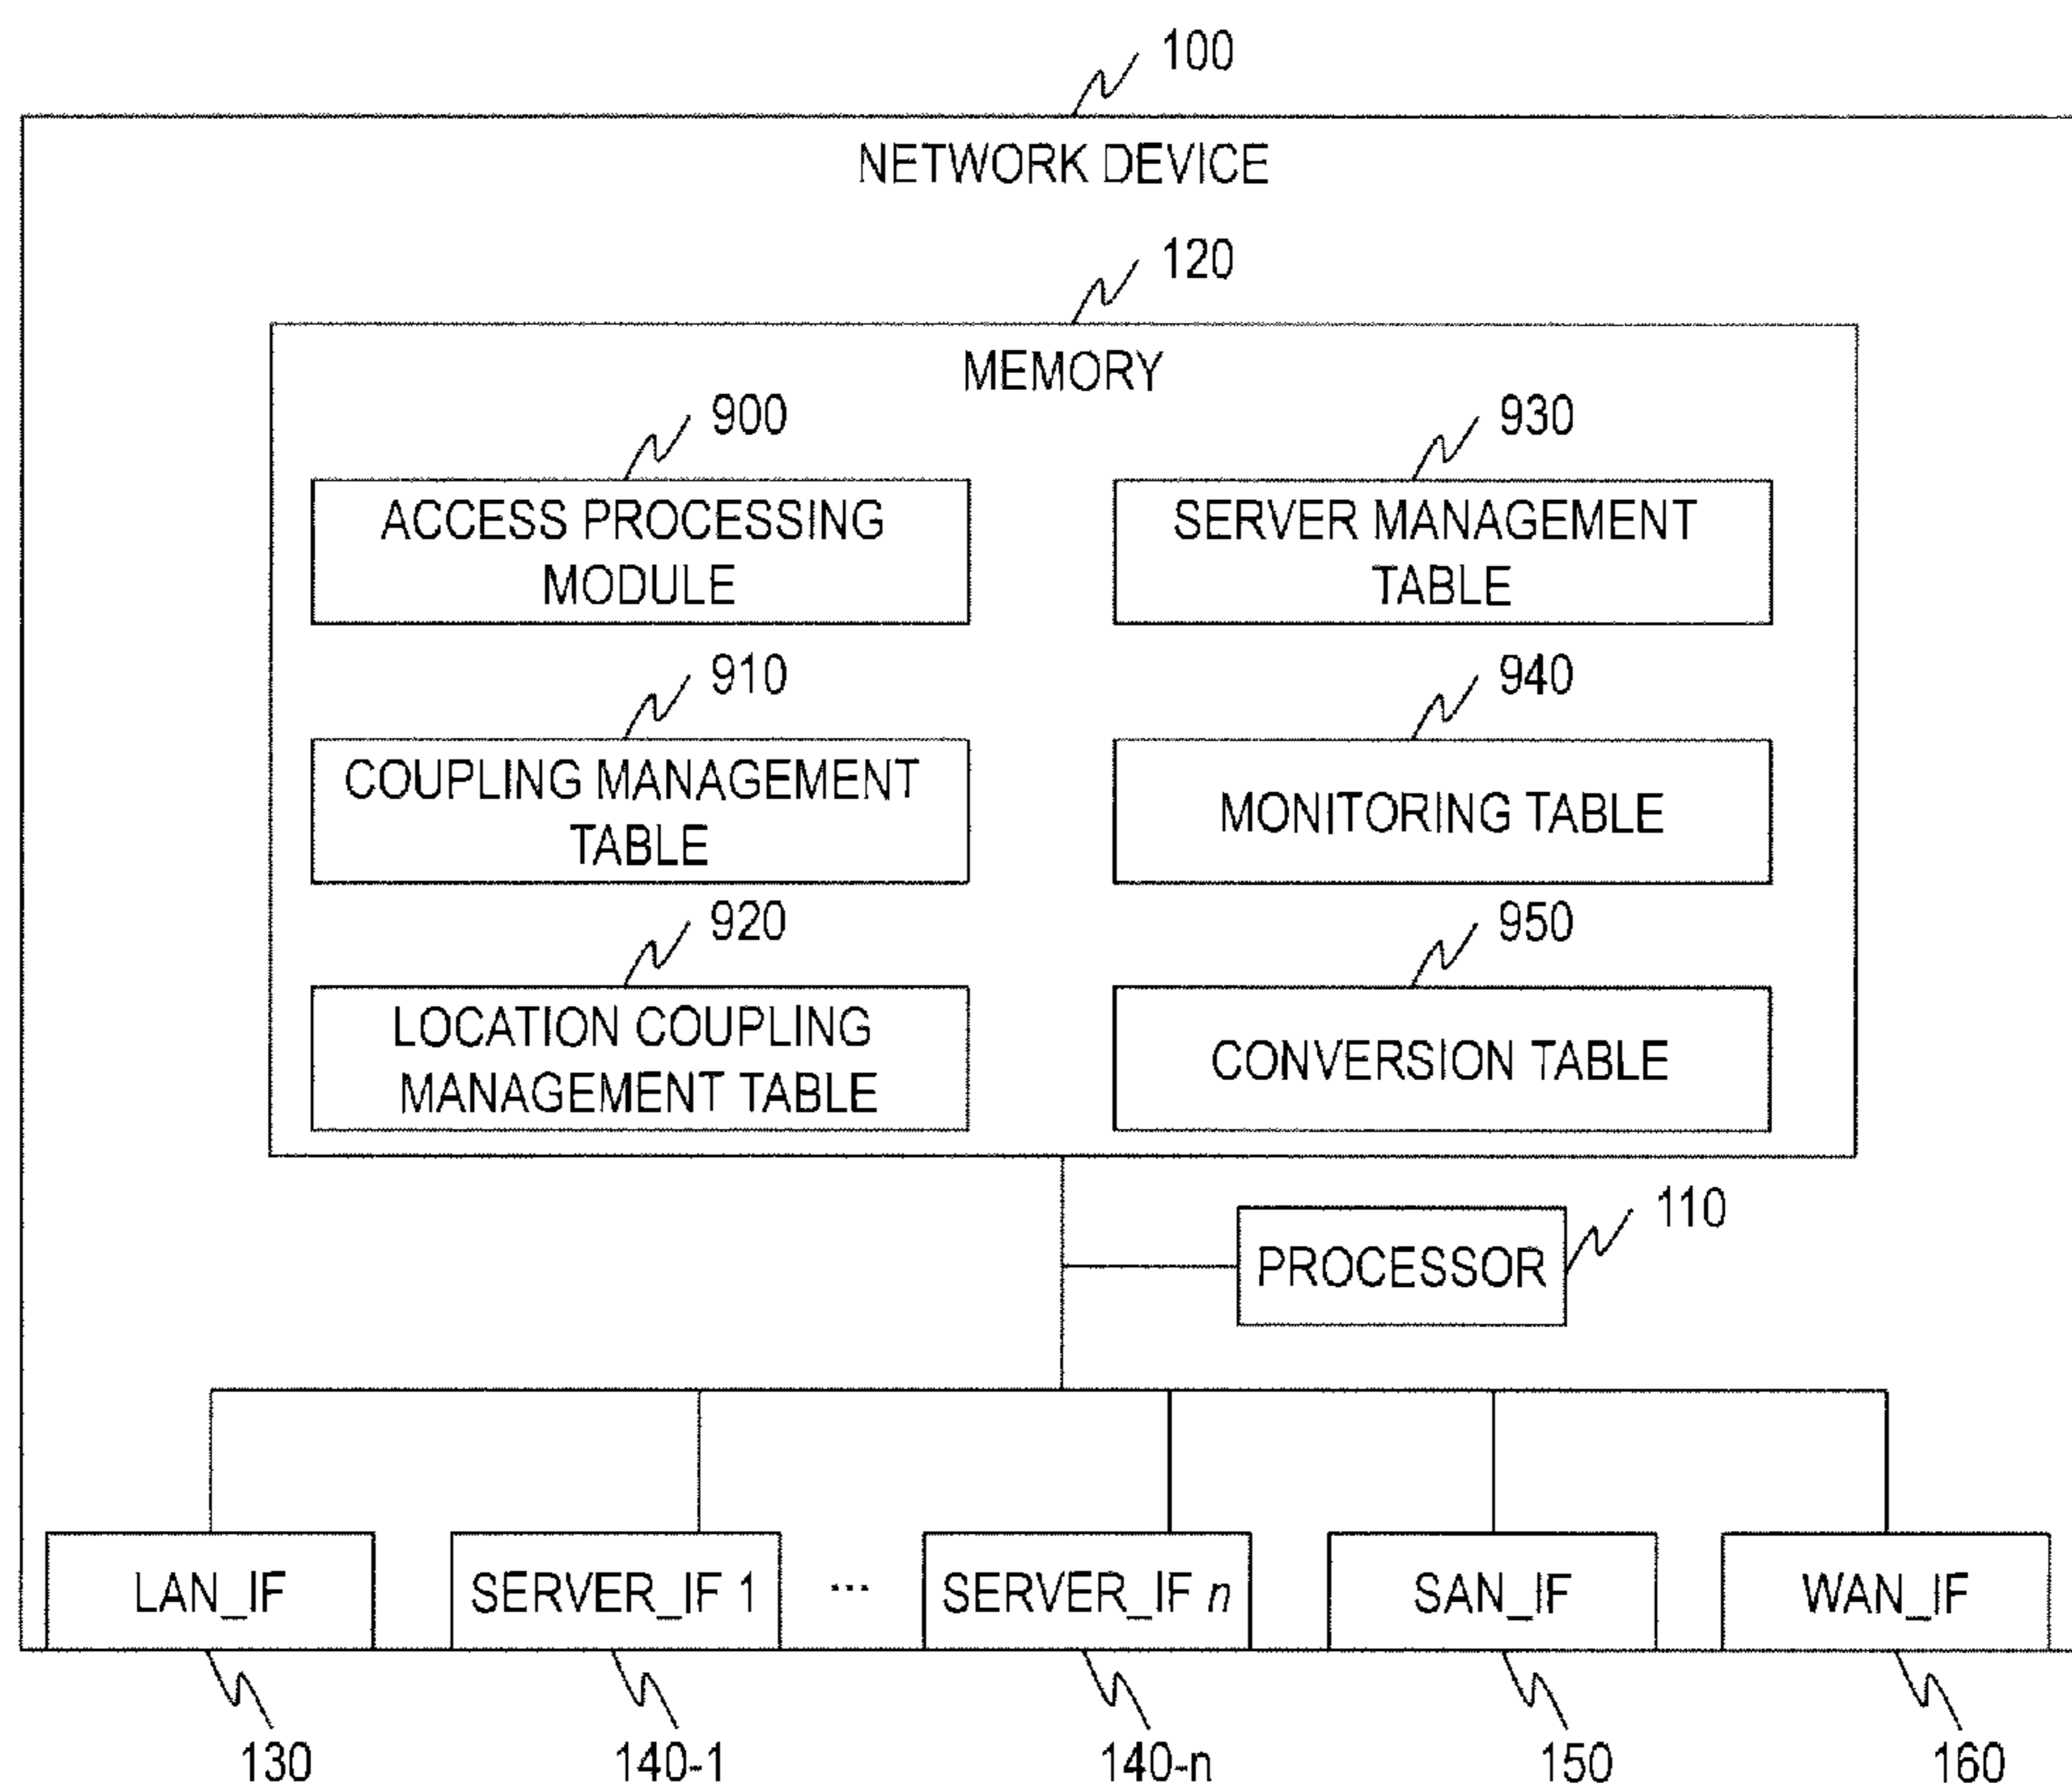 100
NETWORK DEVICE
120
MEMORY
900
930
ACCESS PROCESSING
MODULE
SERVER MANAGEMENT
TABLE
910
940
COUPLING MANAGEMENT
TABLE
MONITORING TABLE
920
950
LOCATION COUPLING
MANAGEMENT TABLE
CONVERSION TABLE
110
PROCESSOR
LAN_IF
SERVER_IF 1
...
SERVER_IF n
SAN_IF
WAN_IF
130
140-1
140-n
150
160